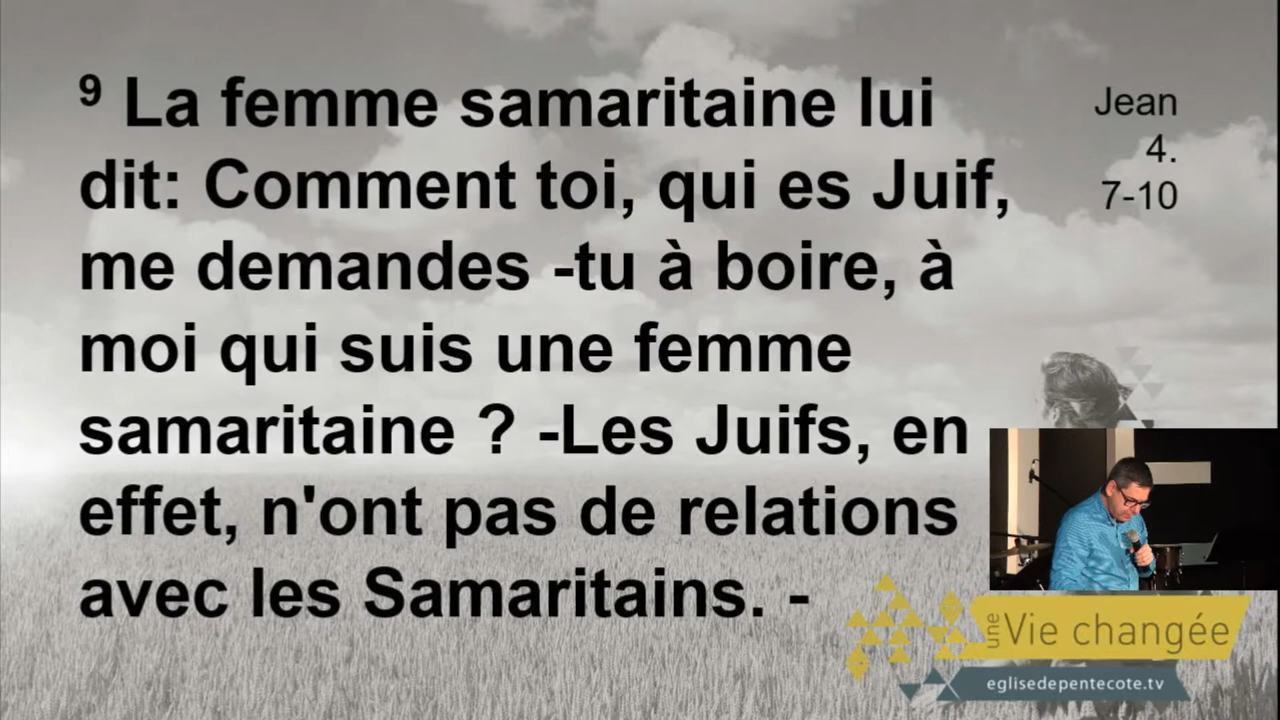 ⁹ La femme samaritaine lui
dit: Comment toi, qui es Juif,
me demandes -tu à boire, à
moi qui suis une femme
samaritaine ? -Les Juifs, en
effet, n'ont pas de relations
avec les Samaritains. -
Jean
4.
7-10
une Vie changée
eglisedepentecote.tv